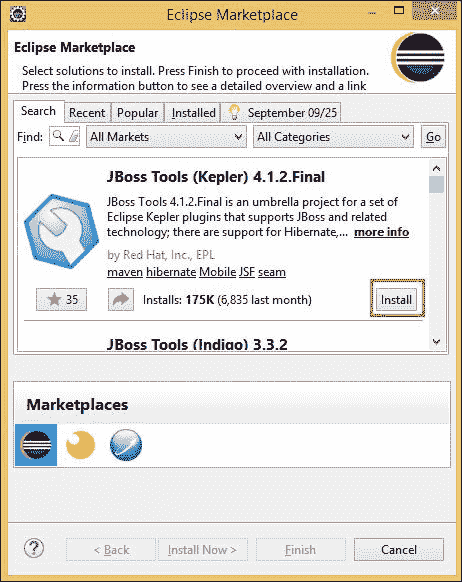 Eclipse Marketplace
Eclipse Marketplace
Select solutions to install. Press Finish to proceed with installation.
Press the information button to see a detailed overview and a link
Search Recent Popular Installed September 09/25
Find: All Markets All Categories Go
JBoss Tools (Kepler) 4.1.2.Final
JBoss Tools 4.1.2.Final is an umbrella project for a set of
Eclipse Kepler plugins that supports JBoss and related
technology; there are support for Hibernate,... more info
by Red Hat, Inc., EPL
maven hibernate Mobile JSF seam
35 Installs: 175K (6,835 last month) Install
JBoss Tools (Indigo) 3.3.2
Marketplaces
? < Back Install Now > Finish Cancel